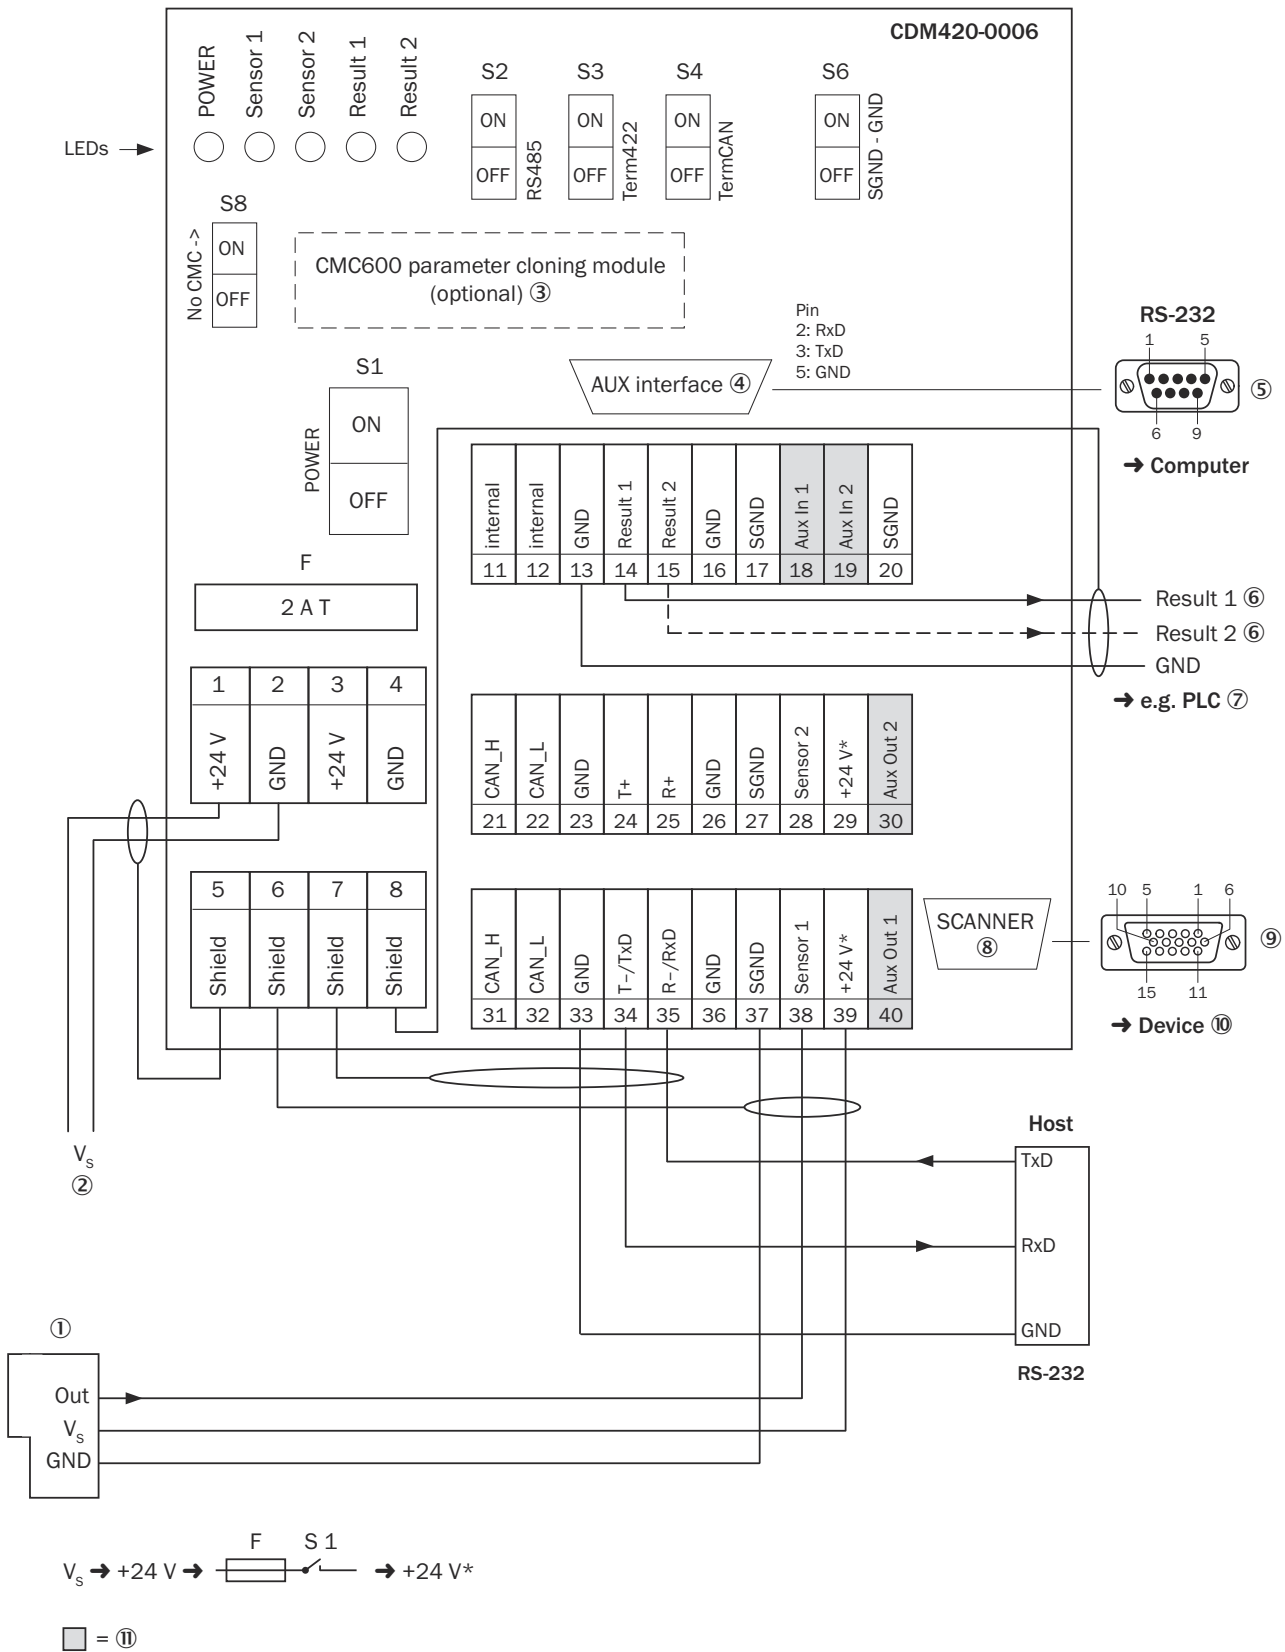 CDM420-0006
POWER
Sensor 1
Sensor 2
Result 1
Result 2
LEDs
S2
ON
OFF
RS485
S3
ON
OFF
Term422
S4
ON
OFF
TermCAN
S6
ON
OFF
SGND - GND
S8
No CMC ->
ON
OFF
CMC600 parameter cloning module
(optional) ③
Pin
2: RxD
3: TxD
5: GND
RS-232
1 5
6 9
⑤
➔ Computer
AUX interface ④
S1
POWER
ON
OFF
F
2 A T
internal internal GND Result 1 Result 2 GND SGND Aux In 1 Aux In 2 SGND
11 12 13 14 15 16 17 18 19 20
Result 1 ⑥
Result 2 ⑥
GND
➔ e.g. PLC ⑦
1 2 3 4
+24 V GND +24 V GND
CAN_H CAN_L GND T+ R+ GND SGND Sensor 2 +24 V* Aux Out 2
21 22 23 24 25 26 27 28 29 30
5 6 7 8
Shield Shield Shield Shield
CAN_H CAN_L GND T–/TxD R–/RxD GND SGND Sensor 1 +24 V* Aux Out 1
31 32 33 34 35 36 37 38 39 40
SCANNER
⑧
10 5 1 6
15 11
⑨
➔ Device ⑩
Vs
②
Host
TxD
RxD
GND
RS-232
①
Out
Vs
GND
F S 1
Vs ➔ +24 V ➔ ➔ +24 V*
= ⑪